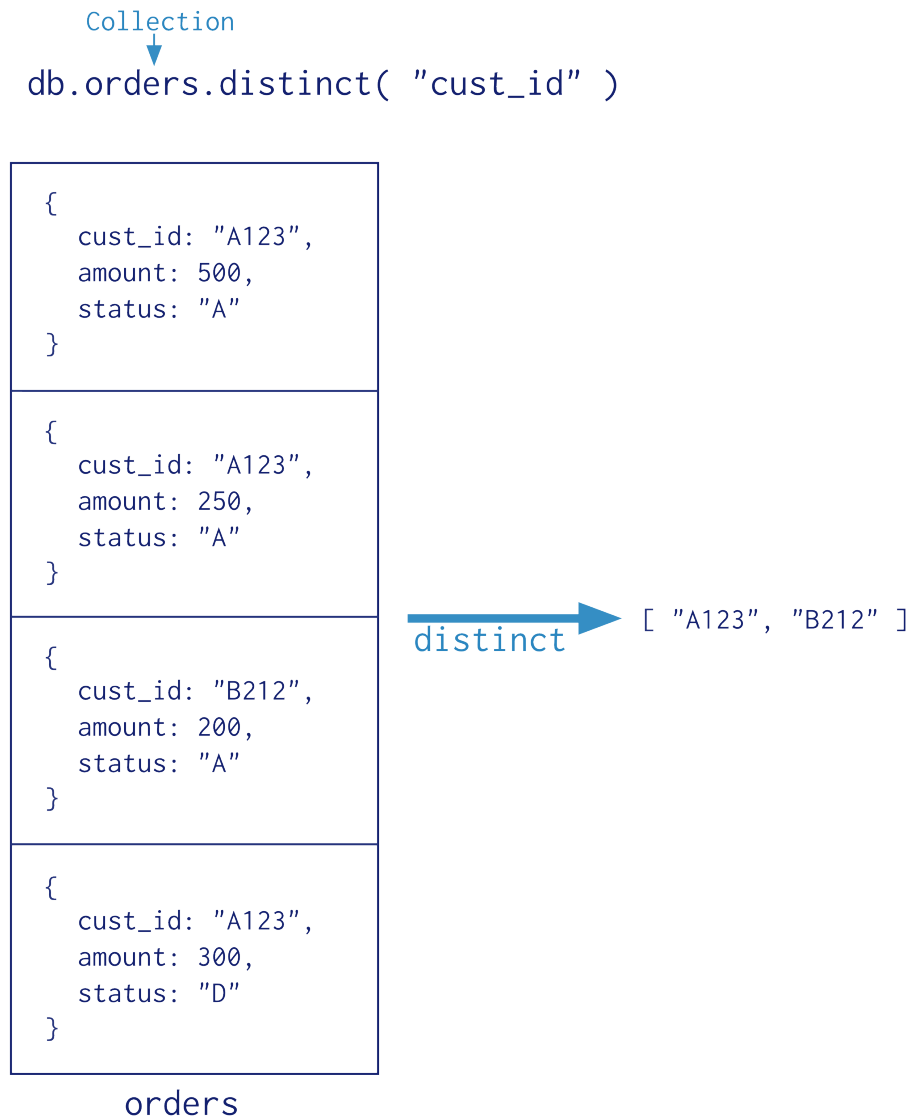 Collection
db.orders.distinct( "cust_id" )
{
cust_id: "A123",
amount: 500,
status: "A"
}
{
cust_id: "A123",
amount: 250,
status: "A"
}
{
cust_id: "B212",
amount: 200,
status: "A"
}
{
cust_id: "A123",
amount: 300,
status: "D"
}
orders
distinct
[ "A123", "B212" ]